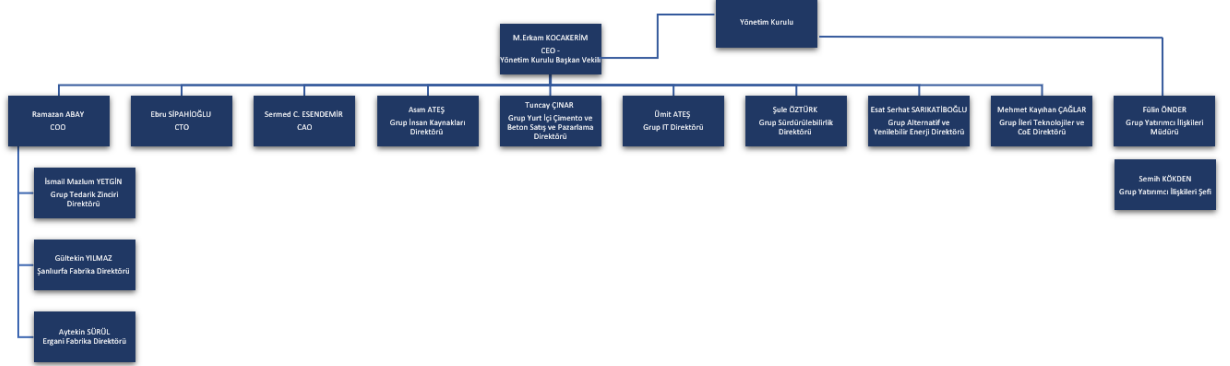 Yönetim Kurulu
M.Erkam KOCAKERİM
CEO -
Yönetim Kurulu Başkan Vekili
Ramazan ABAY
COO
Ebru SİPAHİOĞLU
CTO
Sermed C. ESENDEMİR
CAO
Asım ATEŞ
Grup İnsan Kaynakları
Direktörü
Tuncay ÇINAR
Grup Yurt İçi Çimento ve
Beton Satış ve Pazarlama
Direktörü
Ümit ATEŞ
Grup IT Direktörü
Şule ÖZTÜRK
Grup Sürdürülebilirlik
Direktörü
Esat Serhat SARIKATİBOĞLU
Grup Alternatif ve
Yenilebilir Enerji Direktörü
Mehmet Kayıhan ÇAĞLAR
Grup İleri Teknolojiler ve
CoE Direktörü
Fülin ÖNDER
Grup Yatırımcı İlişkileri
Müdürü
İsmail Mazlum YETGİN
Grup Tedarik Zinciri
Direktörü
Semih KÖKDEN
Grup Yatırımcı İlişkileri Şefi
Gültekin YILMAZ
Şanlıurfa Fabrika Direktörü
Aytekin SÜRÜL
Ergani Fabrika Direktörü